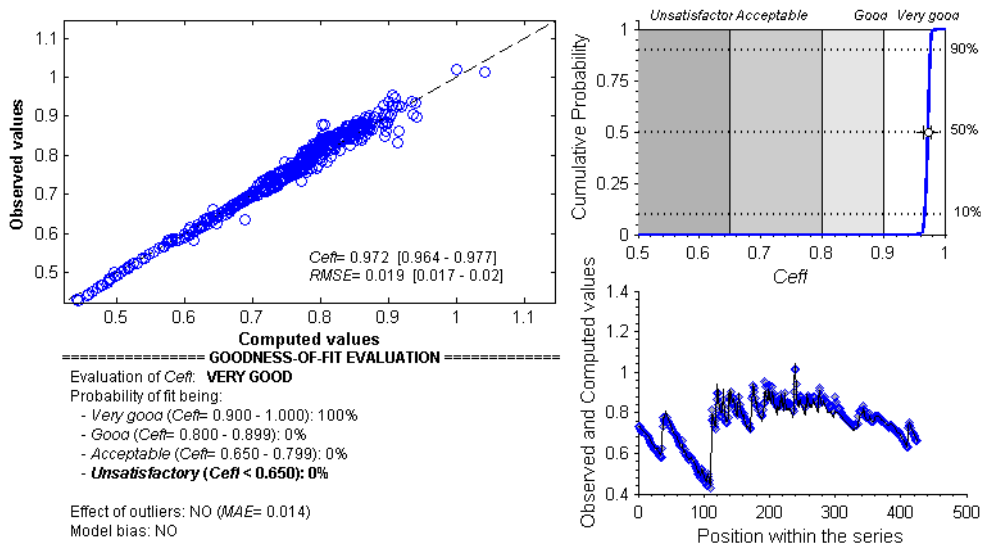 Observed values
1.1
1
0.9
0.8
0.7
0.6
0.5
Ceff= 0.972 [0.964 - 0.977]
RMSE= 0.019 [0.017 - 0.02]
0.5 0.6 0.7 0.8 0.9 1 1.1
Computed values
================ GOODNESS-OF-FIT EVALUATION =============
Evaluation of Ceff: VERY GOOD
Probability of fit being:
- Very good (Ceff= 0.900 - 1.000): 100%
- Good (Ceff= 0.800 - 0.899): 0%
- Acceptable (Ceff= 0.650 - 0.799): 0%
- Unsatisfactory (Ceff < 0.650): 0%
Effect of outliers: NO (MAE= 0.014)
Model bias: NO
Unsatisfactor Acceptable Good Very good
Cumulative Probability
1
0.75
0.5
0.25
0
90%
50%
10%
0.5 0.6 0.7 0.8 0.9 1
Ceff
Observed and Computed values
1.4
1.2
1
0.8
0.6
0.4
0 100 200 300 400 500
Position within the series